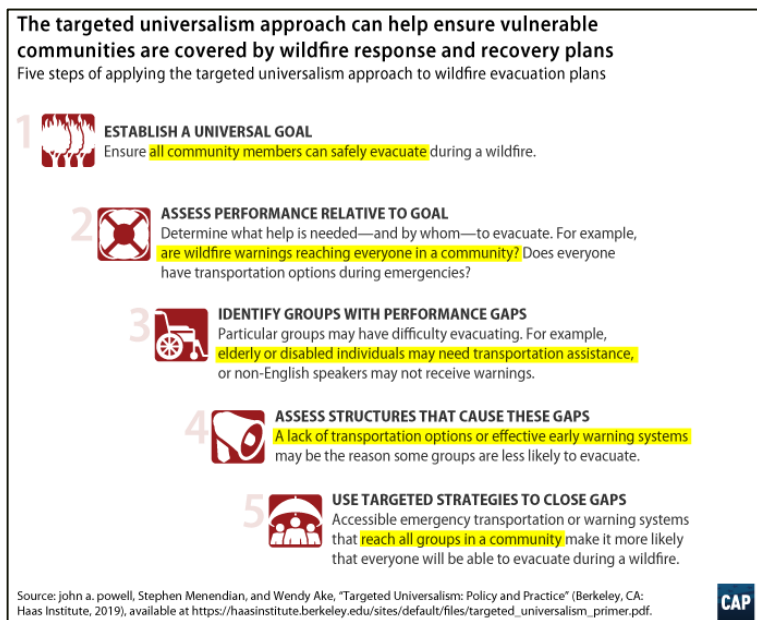 The targeted universalism approach can help ensure vulnerable
communities are covered by wildfire response and recovery plans
Five steps of applying the targeted universalism approach to wildfire evacuation plans
1
ESTABLISH A UNIVERSAL GOAL
Ensure all community members can safely evacuate during a wildfire.
2
ASSESS PERFORMANCE RELATIVE TO GOAL
Determine what help is needed—and by whom—to evacuate. For example,
are wildfire warnings reaching everyone in a community? Does everyone
have transportation options during emergencies?
3
IDENTIFY GROUPS WITH PERFORMANCE GAPS
Particular groups may have difficulty evacuating. For example,
elderly or disabled individuals may need transportation assistance,
or non-English speakers may not receive warnings.
4
ASSESS STRUCTURES THAT CAUSE THESE GAPS
A lack of transportation options or effective early warning systems
may be the reason some groups are less likely to evacuate.
5
USE TARGETED STRATEGIES TO CLOSE GAPS
Accessible emergency transportation or warning systems
that reach all groups in a community make it more likely
that everyone will be able to evacuate during a wildfire.
Source: john a. powell, Stephen Menendian, and Wendy Ake, "Targeted Universalism: Policy and Practice" (Berkeley, CA:
Haas Institute, 2019), available at https://haasinstitute.berkeley.edu/sites/default/files/targeted_universalism_primer.pdf.
CAP